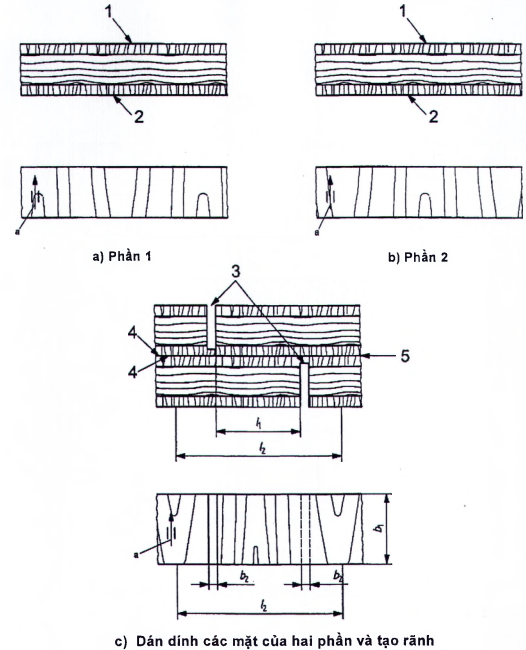 1
1
2
2
a
a
a) Phần 1
b) Phần 2
3
4
4
5
l₁
l₂
a
b₁
b₂
b₂
l₂
c) Dán dính các mặt của hai phần và tạo rãnh